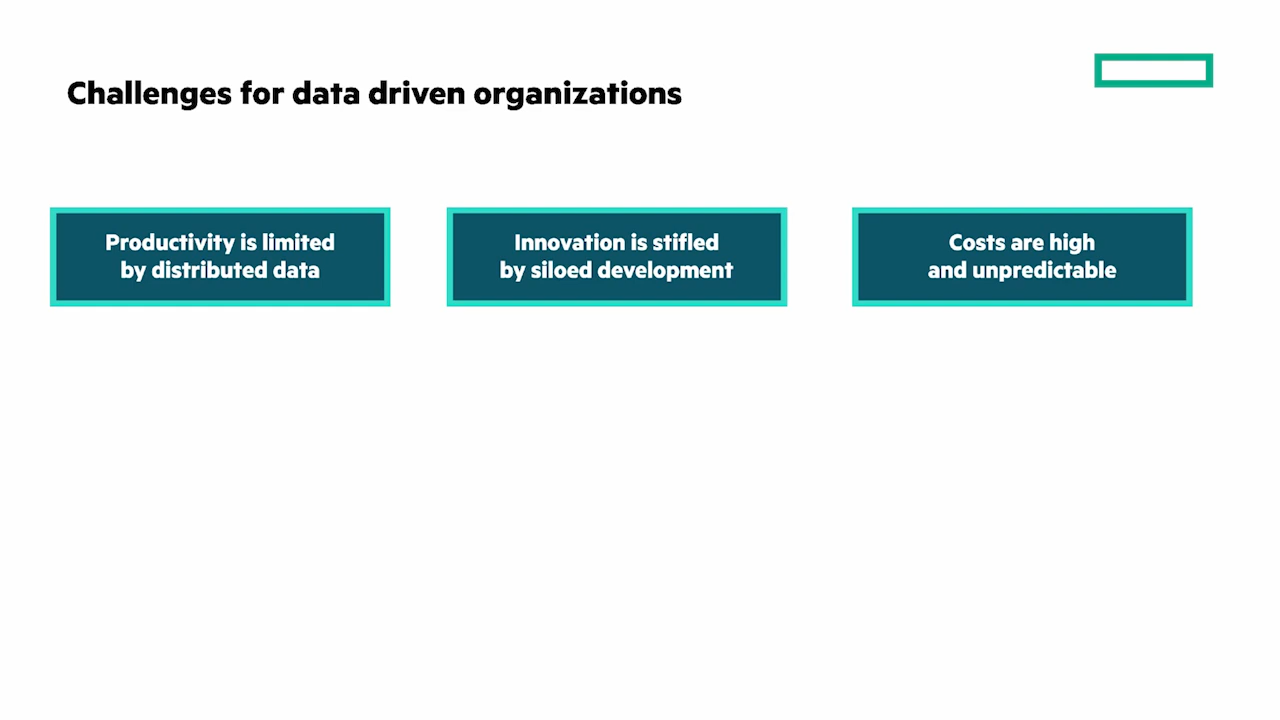 Challenges for data driven organizations
Productivity is limited
by distributed data
Innovation is stifled
by siloed development
Costs are high
and unpredictable